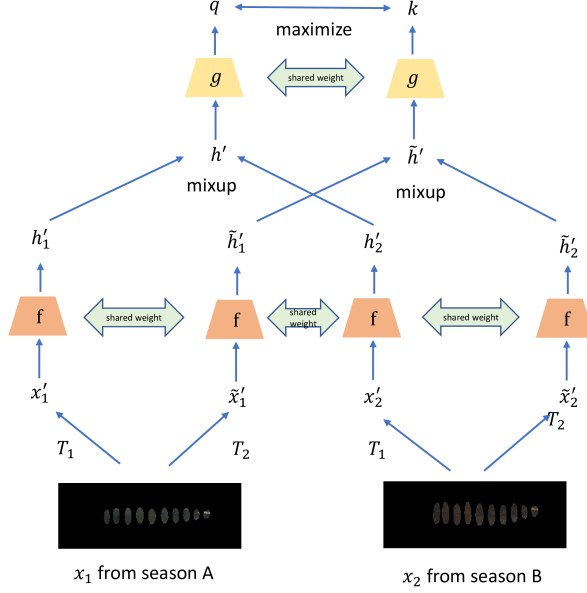 q k
maximize
g shared weight g
h′ h̃′
mixup mixup
h′₁ h̃′₁ h′₂ h̃′₂
f shared weight f shared weight f shared weight f
x′₁ x̃′₁ x′₂ x̃′₂
T₁ T₂ T₁ T₂
x₁ from season A x₂ from season B